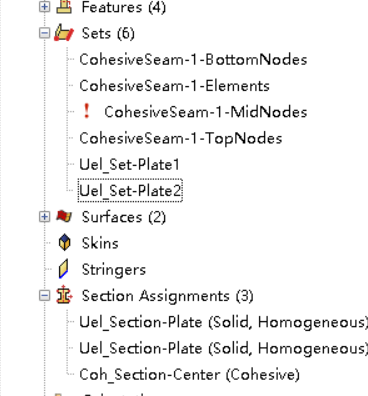 Features (4)
Sets (6)
CohesiveSeam-1-BottomNodes
CohesiveSeam-1-Elements
! CohesiveSeam-1-MidNodes
CohesiveSeam-1-TopNodes
Uel_Set-Plate1
Uel_Set-Plate2
Surfaces (2)
Skins
Stringers
Section Assignments (3)
Uel_Section-Plate (Solid, Homogeneous)
Uel_Section-Plate (Solid, Homogeneous)
Coh_Section-Center (Cohesive)